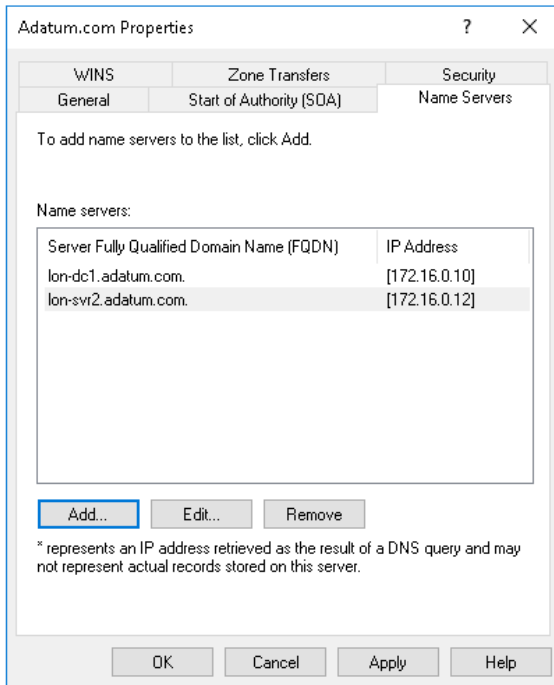 Adatum.com Properties ? ×
WINS Zone Transfers Security
General Start of Authority (SOA) Name Servers
To add name servers to the list, click Add.
Name servers:
Server Fully Qualified Domain Name (FQDN) IP Address
lon-dc1.adatum.com. [172.16.0.10]
lon-svr2.adatum.com. [172.16.0.12]
Add... Edit... Remove
* represents an IP address retrieved as the result of a DNS query and may
not represent actual records stored on this server.
OK Cancel Apply Help